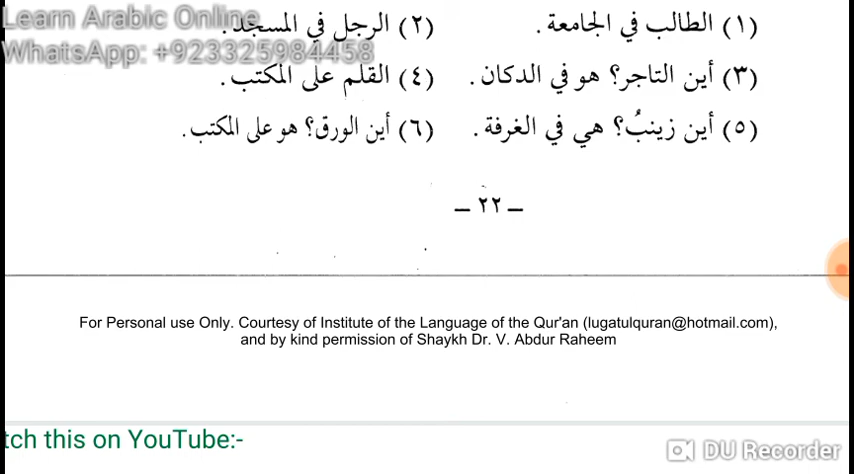 Learn Arabic Online
WhatsApp: +923325984458
(١) الطالب في الجامعة . (٢) الرجل في المسجد .
(٣) أين التاجر؟ هو في الدكان . (٤) القلم على المكتب .
(٥) أين زينبُ؟ هي في الغرفة . (٦) أين الورق؟ هو على المكتب .
– ٢٢ –
For Personal use Only. Courtesy of Institute of the Language of the Qur'an (lugatulquran@hotmail.com),
and by kind permission of Shaykh Dr. V. Abdur Raheem
tch this on YouTube:-
DU Recorder